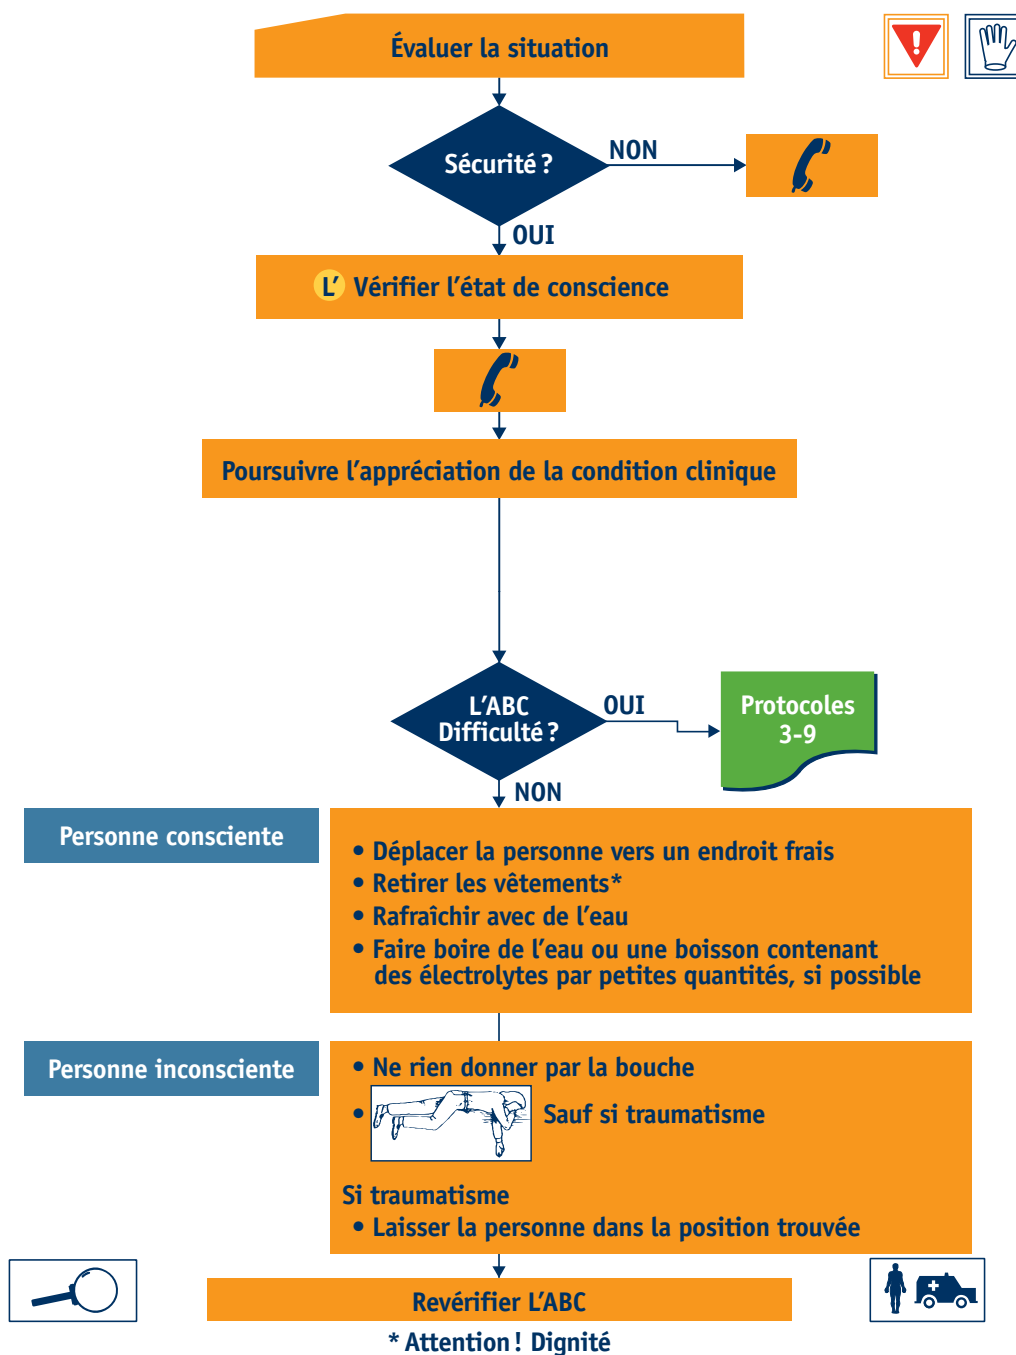 Évaluer la situation
Sécurité ?
NON
OUI
L' Vérifier l'état de conscience
Poursuivre l'appréciation de la condition clinique
L'ABC
Difficulté ?
OUI
Protocoles
3-9
NON
Personne consciente
• Déplacer la personne vers un endroit frais
• Retirer les vêtements*
• Rafraîchir avec de l'eau
• Faire boire de l'eau ou une boisson contenant
des électrolytes par petites quantités, si possible
Personne inconsciente
• Ne rien donner par la bouche
• Sauf si traumatisme
Si traumatisme
• Laisser la personne dans la position trouvée
Revérifier L'ABC
* Attention ! Dignité